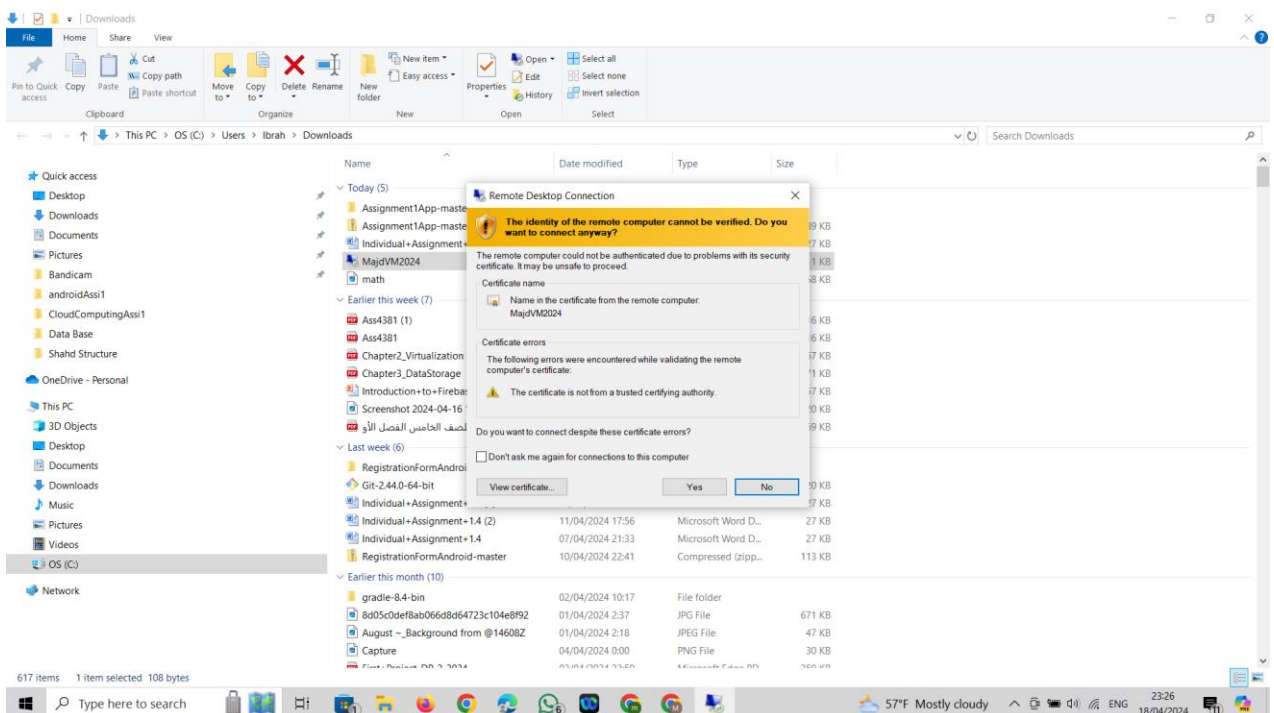 Downloads
File Home Share View
Pin to Quick access
Copy
Paste
Cut
Copy path
Paste shortcut
Clipboard
Move to
Copy to
Delete
Rename
Organize
New folder
New item
Easy access
New
Properties
Open
Edit
History
Open
Select all
Select none
Invert selection
Select
> This PC > OS (C:) > Users > Ibrah > Downloads
Search Downloads
Quick access
Desktop
Downloads
Documents
Pictures
Bandicam
androidAssi1
CloudComputingAssi1
Data Base
Shahd Structure
OneDrive - Personal
This PC
3D Objects
Desktop
Documents
Downloads
Music
Pictures
Videos
OS (C:)
Network
Name Date modified Type Size
Today (5)
Assignment1App-maste
Assignment1App-maste
Individual+Assignment+
MajdVM2024
1 KB
math
Earlier this week (7)
Ass4381 (1)
Ass4381
Chapter2_Virtualization
Chapter3_DataStorage
Introduction+to+Fireba
Screenshot 2024-04-16
لصف الخامس الفصل الأو
Last week (6)
RegistrationFormAndroi
Git-2.44.0-64-bit
Individual+Assignment+
Individual+Assignment+1.4 (2) 11/04/2024 17:56 Microsoft Word D... 27 KB
Individual+Assignment+1.4 07/04/2024 21:33 Microsoft Word D... 27 KB
RegistrationFormAndroid-master 10/04/2024 22:41 Compressed (zipp... 113 KB
Earlier this month (10)
gradle-8.4-bin 02/04/2024 10:17 File folder
8d05c0def8ab066d8d64723c104e8f92 01/04/2024 2:37 JPG File 671 KB
August ~_Background from @14608Z 01/04/2024 2:18 JPEG File 47 KB
Capture 04/04/2024 0:00 PNG File 30 KB
Remote Desktop Connection
The identity of the remote computer cannot be verified. Do you
want to connect anyway?
The remote computer could not be authenticated due to problems with its security
certificate. It may be unsafe to proceed.
Certificate name
Name in the certificate from the remote computer:
MajdVM2024
Certificate errors
The following errors were encountered while validating the remote
computer's certificate:
The certificate is not from a trusted certifying authority.
Do you want to connect despite these certificate errors?
Don't ask me again for connections to this computer
View certificate... Yes No
617 items 1 item selected 108 bytes
Type here to search
57°F Mostly cloudy
ENG
23:26
18/04/2024